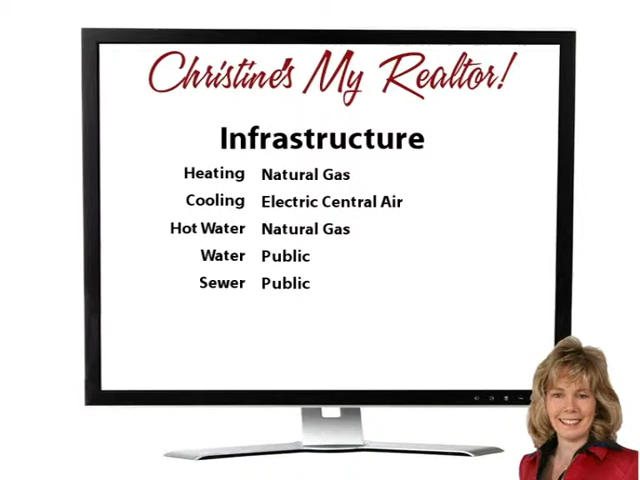 Christine's My Realtor!
Infrastructure
Heating Natural Gas
Cooling Electric Central Air
Hot Water Natural Gas
Water Public
Sewer Public